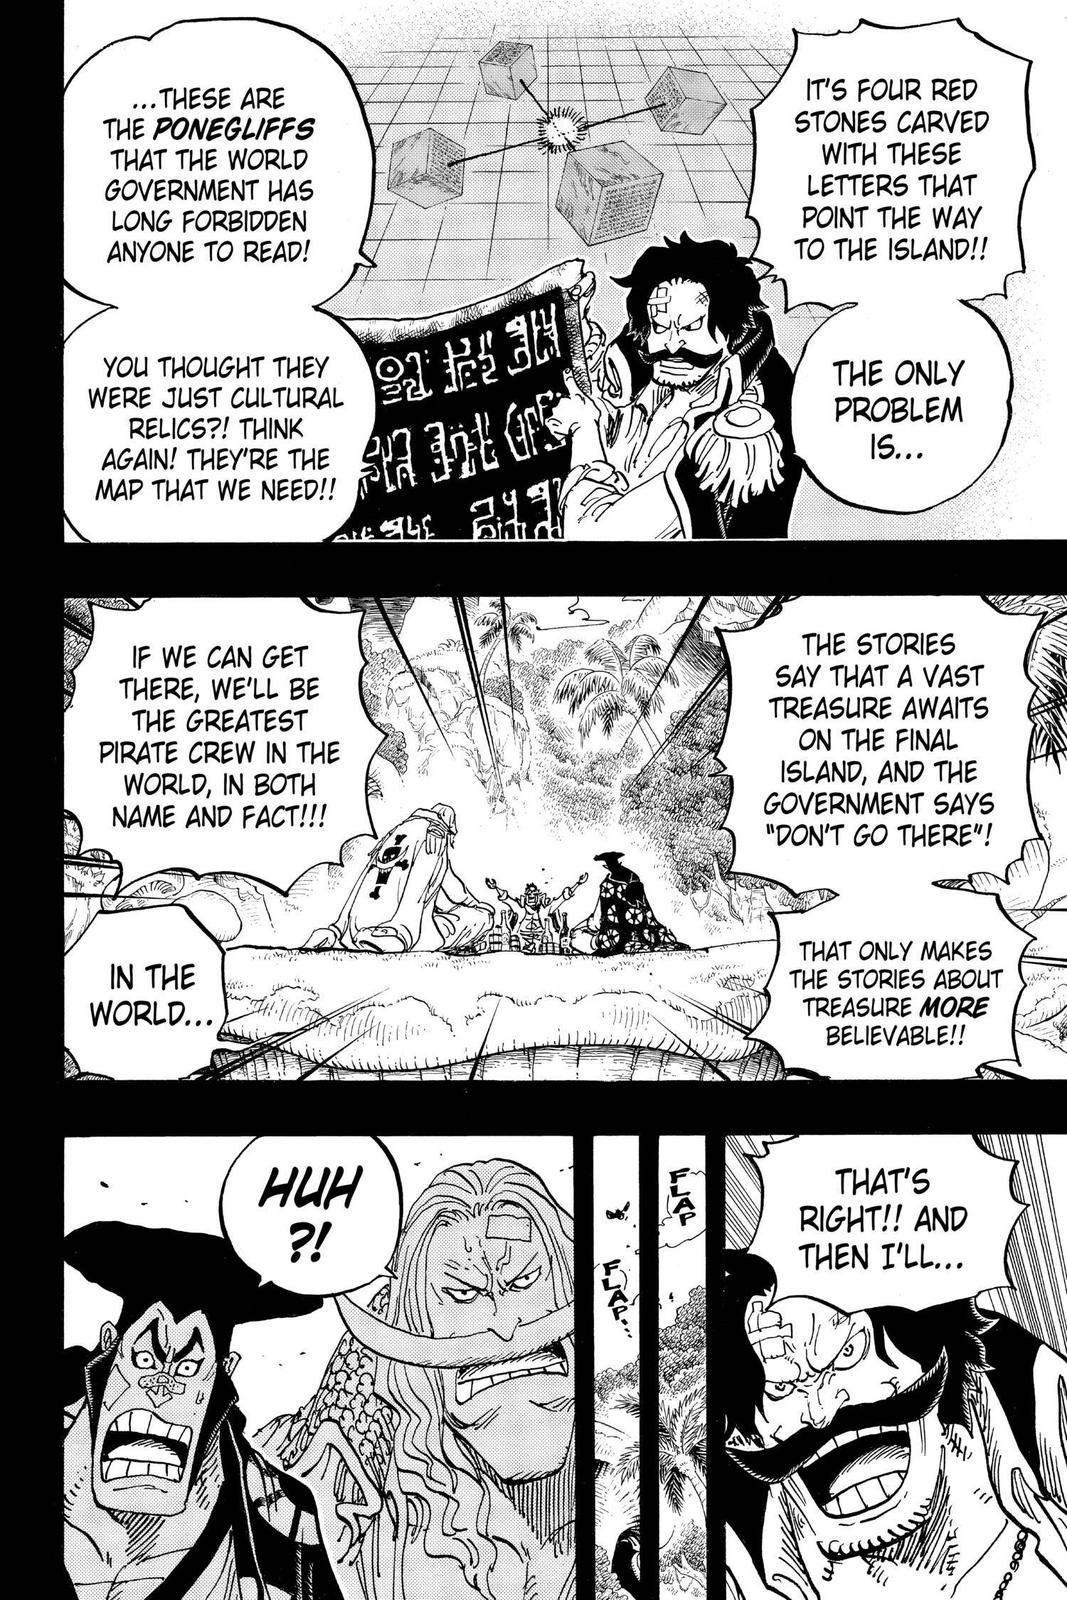 IT'S FOUR RED
STONES CARVED
WITH THESE
LETTERS THAT
POINT THE WAY
TO THE ISLAND!!
THE ONLY
PROBLEM
IS...
...THESE ARE
THE PONEGLIFFS
THAT THE WORLD
GOVERNMENT HAS
LONG FORBIDDEN
ANYONE TO READ!
YOU THOUGHT THEY
WERE JUST CULTURAL
RELICS?! THINK
AGAIN! THEY'RE THE
MAP THAT WE NEED!!
THE STORIES
SAY THAT A VAST
TREASURE AWAITS
ON THE FINAL
ISLAND, AND THE
GOVERNMENT SAYS
"DON'T GO THERE"!
THAT ONLY MAKES
THE STORIES ABOUT
TREASURE MORE
BELIEVABLE!!
IF WE CAN GET
THERE, WE'LL BE
THE GREATEST
PIRATE CREW IN THE
WORLD, IN BOTH
NAME AND FACT!!!
IN THE
WORLD...
THAT'S
RIGHT!! AND
THEN I'LL...
FLAP
FLAP...
HUH
?!